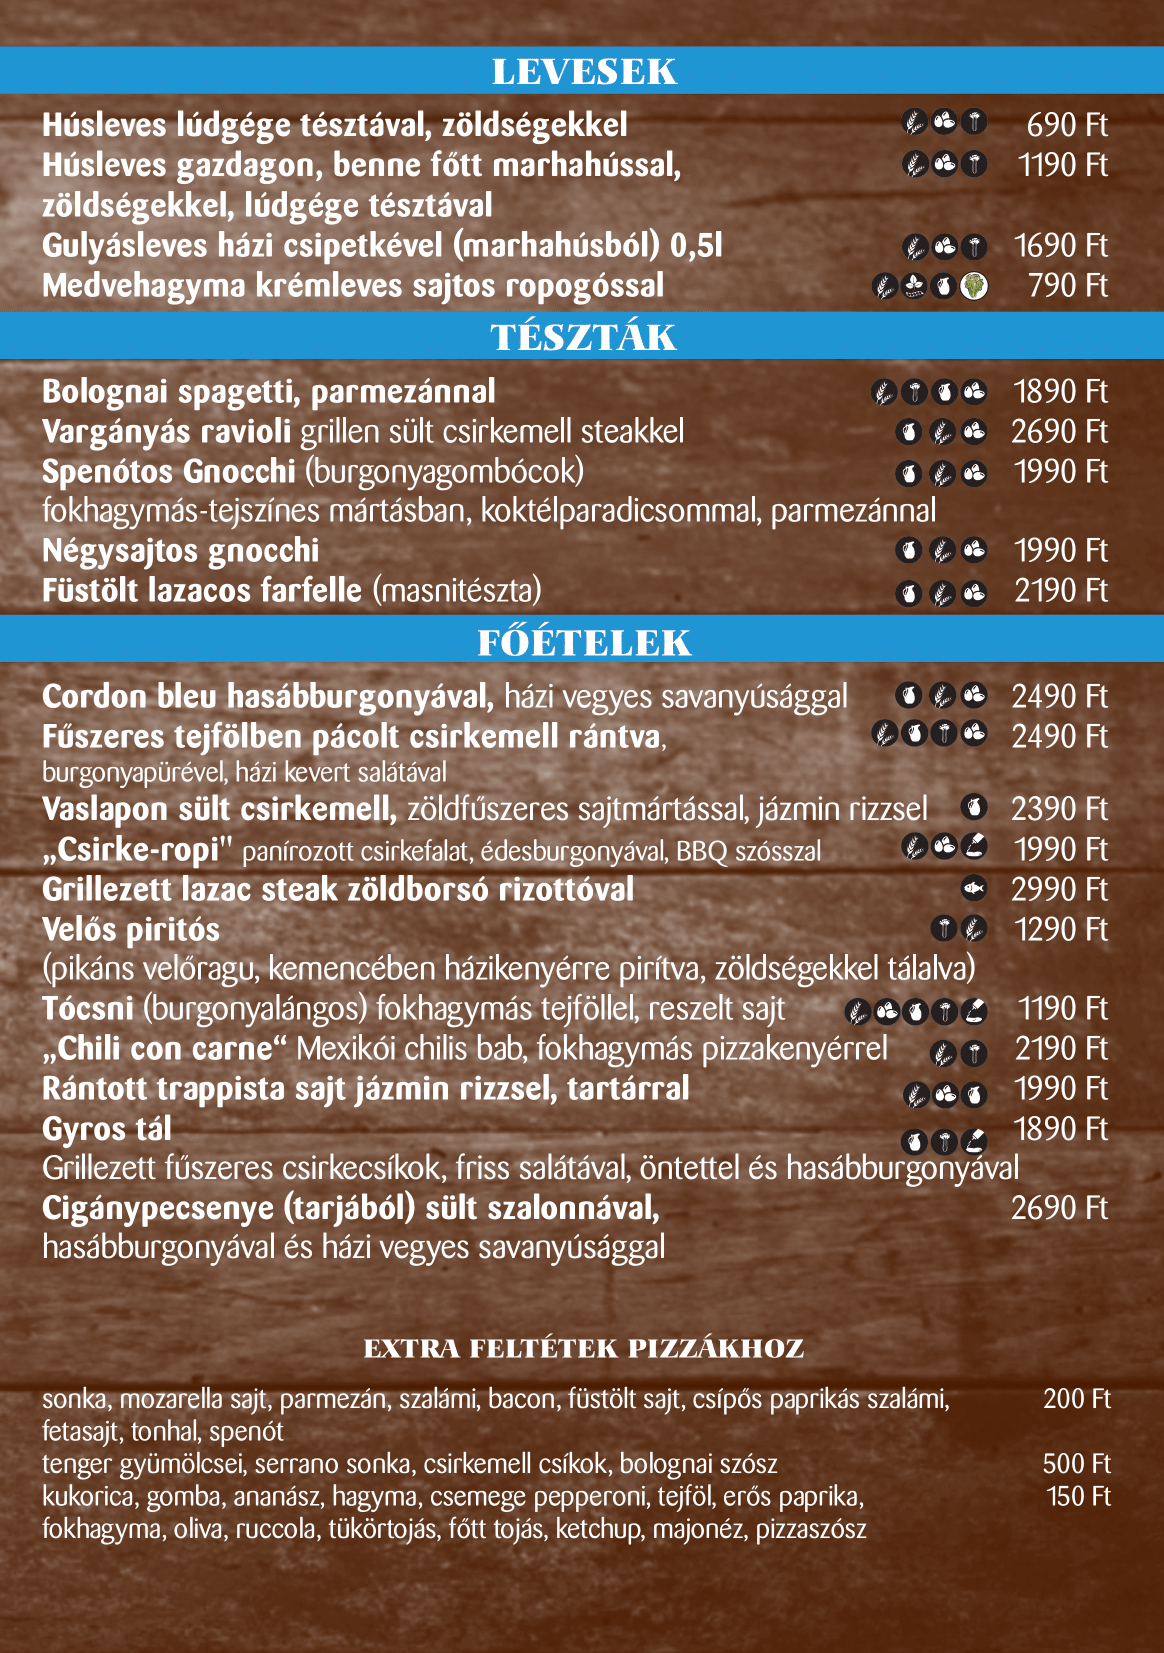 LEVESEK
Húsleves lúdgége tésztával, zöldségekkel 690 Ft
Húsleves gazdagon, benne főtt marhahússal, 1190 Ft
zöldségekkel, lúdgége tésztával
Gulyásleves házi csipetkével (marhahúsból) 0,5l 1690 Ft
Medvehagyma krémleves sajtos ropogóssal 790 Ft
TÉSZTÁK
Bolognai spagetti, parmezánnal 1890 Ft
Vargányás ravioli grillen sült csirkemell steakkel 2690 Ft
Spenótos Gnocchi (burgonyagombócok) 1990 Ft
fokhagymás-tejszínes mártásban, koktélparadicsommal, parmezánnal
Négysajtos gnocchi 1990 Ft
Füstölt lazacos farfelle (masnitészta) 2190 Ft
FŐÉTELEK
Cordon bleu hasábburgonyával, házi vegyes savanyúsággal 2490 Ft
Fűszeres tejfölben pácolt csirkemell rántva, 2490 Ft
burgonyapürével, házi kevert salátával
Vaslapon sült csirkemell, zöldfűszeres sajtmártással, jázmin rizzsel 2390 Ft
„Csirke-ropi" panírozott csirkefalat, édesburgonyával, BBQ szósszal 1990 Ft
Grillezett lazac steak zöldborsó rizottóval 2990 Ft
Velős piritós 1290 Ft
(pikáns velőragu, kemencében házikenyérre pirítva, zöldségekkel tálalva)
Tócsni (burgonyalángos) fokhagymás tejföllel, reszelt sajt 1190 Ft
„Chili con carne“ Mexikói chilis bab, fokhagymás pizzakenyérrel 2190 Ft
Rántott trappista sajt jázmin rizzsel, tartárral 1990 Ft
Gyros tál 1890 Ft
Grillezett fűszeres csirkecsíkok, friss salátával, öntettel és hasábburgonyával
Cigánypecsenye (tarjából) sült szalonnával, 2690 Ft
hasábburgonyával és házi vegyes savanyúsággal
EXTRA FELTÉTEK PIZZÁKHOZ
sonka, mozarella sajt, parmezán, szalámi, bacon, füstölt sajt, csípős paprikás szalámi, 200 Ft
fetasajt, tonhal, spenót
tenger gyümölcsei, serrano sonka, csirkemell csíkok, bolognai szósz 500 Ft
kukorica, gomba, ananász, hagyma, csemege pepperoni, tejföl, erős paprika, 150 Ft
fokhagyma, oliva, ruccola, tükörtojás, főtt tojás, ketchup, majonéz, pizzaszósz